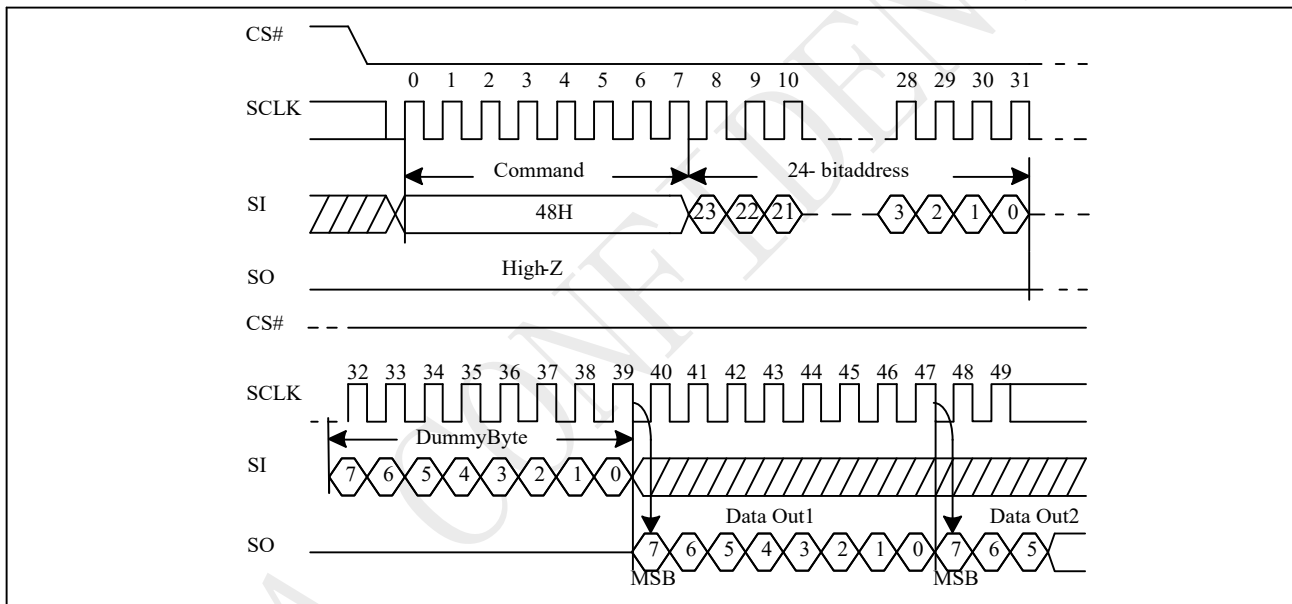 CS#
0 1 2 3 4 5 6 7 8 9 10 28 29 30 31
SCLK
Command 24- bitaddress
SI 48H 23 22 21 3 2 1 0
High-Z
SO
CS#
32 33 34 35 36 37 38 39 40 41 42 43 44 45 46 47 48 49
SCLK
DummyByte
SI 7 6 5 4 3 2 1 0
Data Out1 Data Out2
SO 7 6 5 4 3 2 1 0 7 6 5
MSB MSB